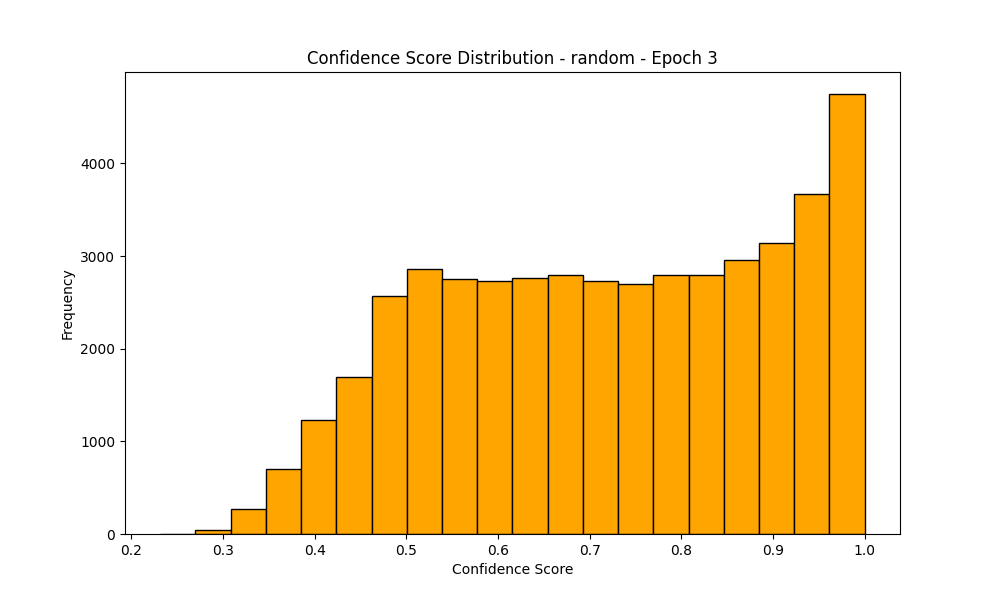 Confidence Score Distribution - random - Epoch 3
Frequency
4000
3000
2000
1000
0
0.2 0.3 0.4 0.5 0.6 0.7 0.8 0.9 1.0
Confidence Score